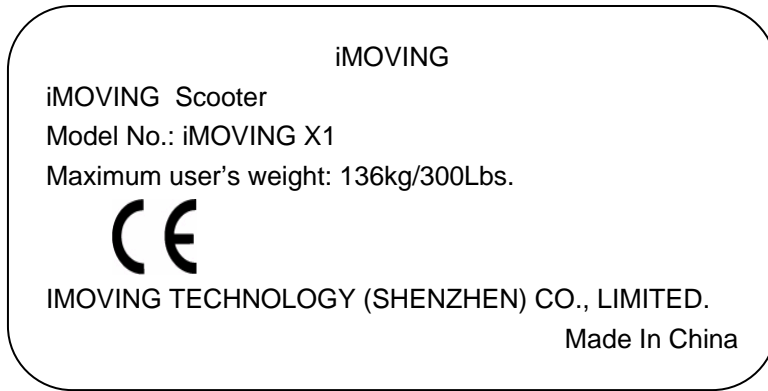 iMOVING
iMOVING Scooter
Model No.: iMOVING X1
Maximum user’s weight: 136kg/300Lbs.
CE
IMOVING TECHNOLOGY (SHENZHEN) CO., LIMITED.
Made In China